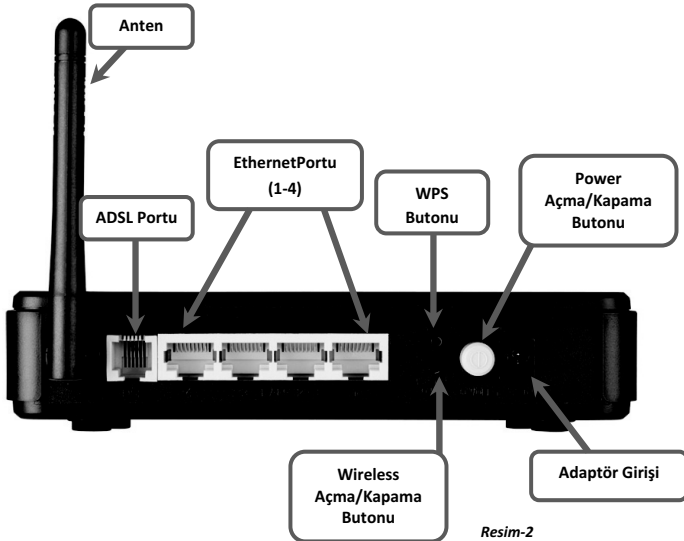 Anten
EthernetPortu
(1-4)
ADSL Portu
WPS
Butonu
Power
Açma/Kapama
Butonu
Wireless
Açma/Kapama
Butonu
Adaptör Girişi
Resim-2